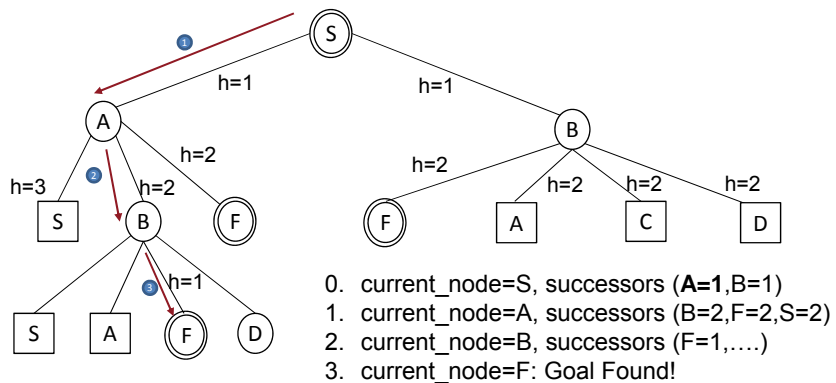 S
1
h=1
h=1
A
B
h=2
h=2
h=3
2
h=2
h=2
h=2
h=2
S
B
F
F
A
C
D
h=1
3
S
A
F
D
0. current_node=S, successors (A=1,B=1)
1. current_node=A, successors (B=2,F=2,S=2)
2. current_node=B, successors (F=1,....)
3. current_node=F: Goal Found!